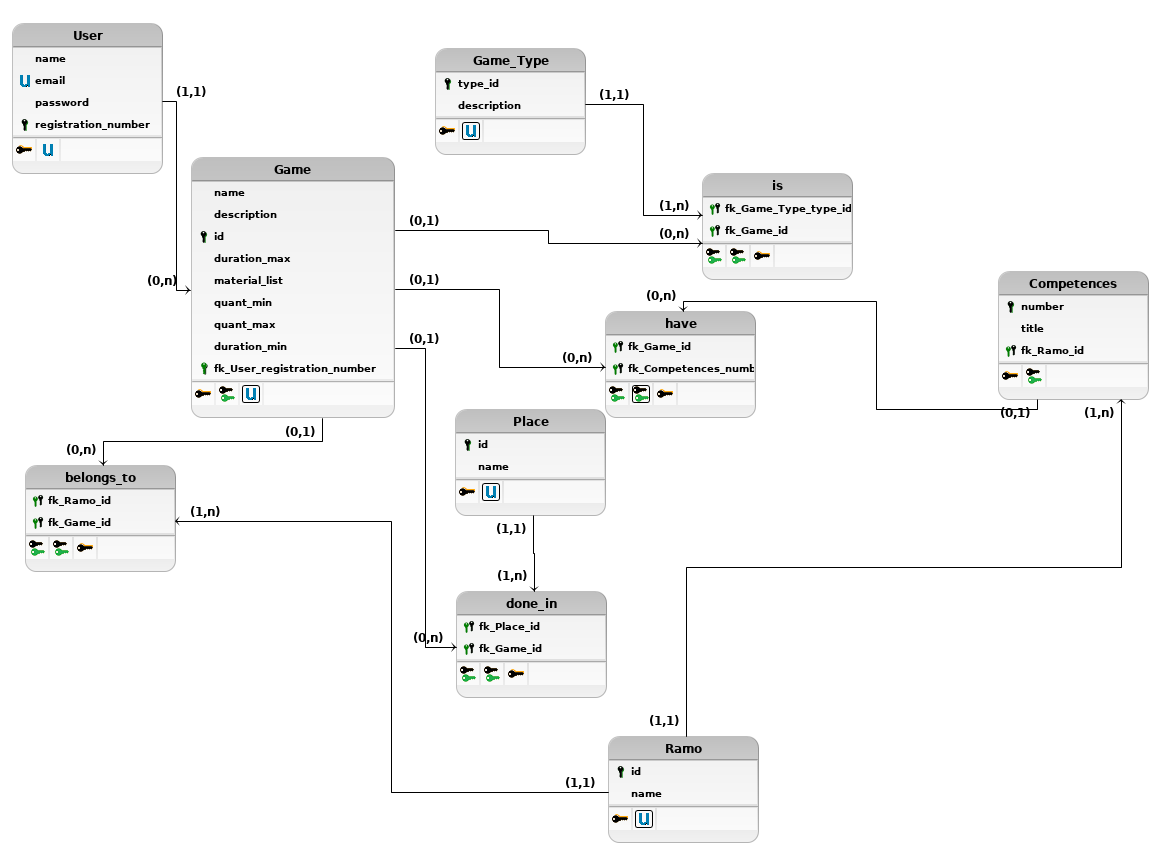 User
name
email
password
registration_number
(1,1)
(0,n)
Game_Type
type_id
description
(1,1)
(1,n)
Game
name
description
id
duration_max
material_list
quant_min
quant_max
duration_min
fk_User_registration_number
(0,1)
(0,n)
(0,1)
(0,n)
(0,1)
(0,n)
(0,1)
(0,n)
is
fk_Game_Type_type_id
fk_Game_id
have
fk_Game_id
fk_Competences_numb
(0,n)
Competences
number
title
fk_Ramo_id
(0,1)
(1,n)
Place
id
name
(1,1)
(1,n)
belongs_to
fk_Ramo_id
fk_Game_id
(1,n)
done_in
fk_Place_id
fk_Game_id
(1,1)
(1,1)
Ramo
id
name